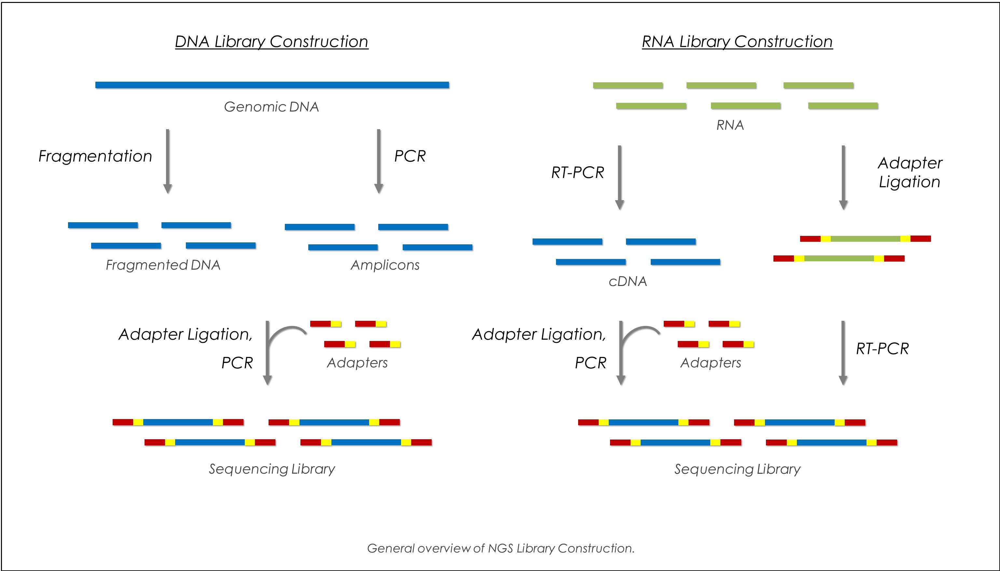 DNA Library Construction
Genomic DNA
Fragmentation
PCR
Fragmented DNA
Amplicons
Adapter Ligation,
PCR
Adapters
Sequencing Library
RNA Library Construction
RNA
RT-PCR
Adapter
Ligation
cDNA
Adapter Ligation,
PCR
Adapters
RT-PCR
Sequencing Library
General overview of NGS Library Construction.